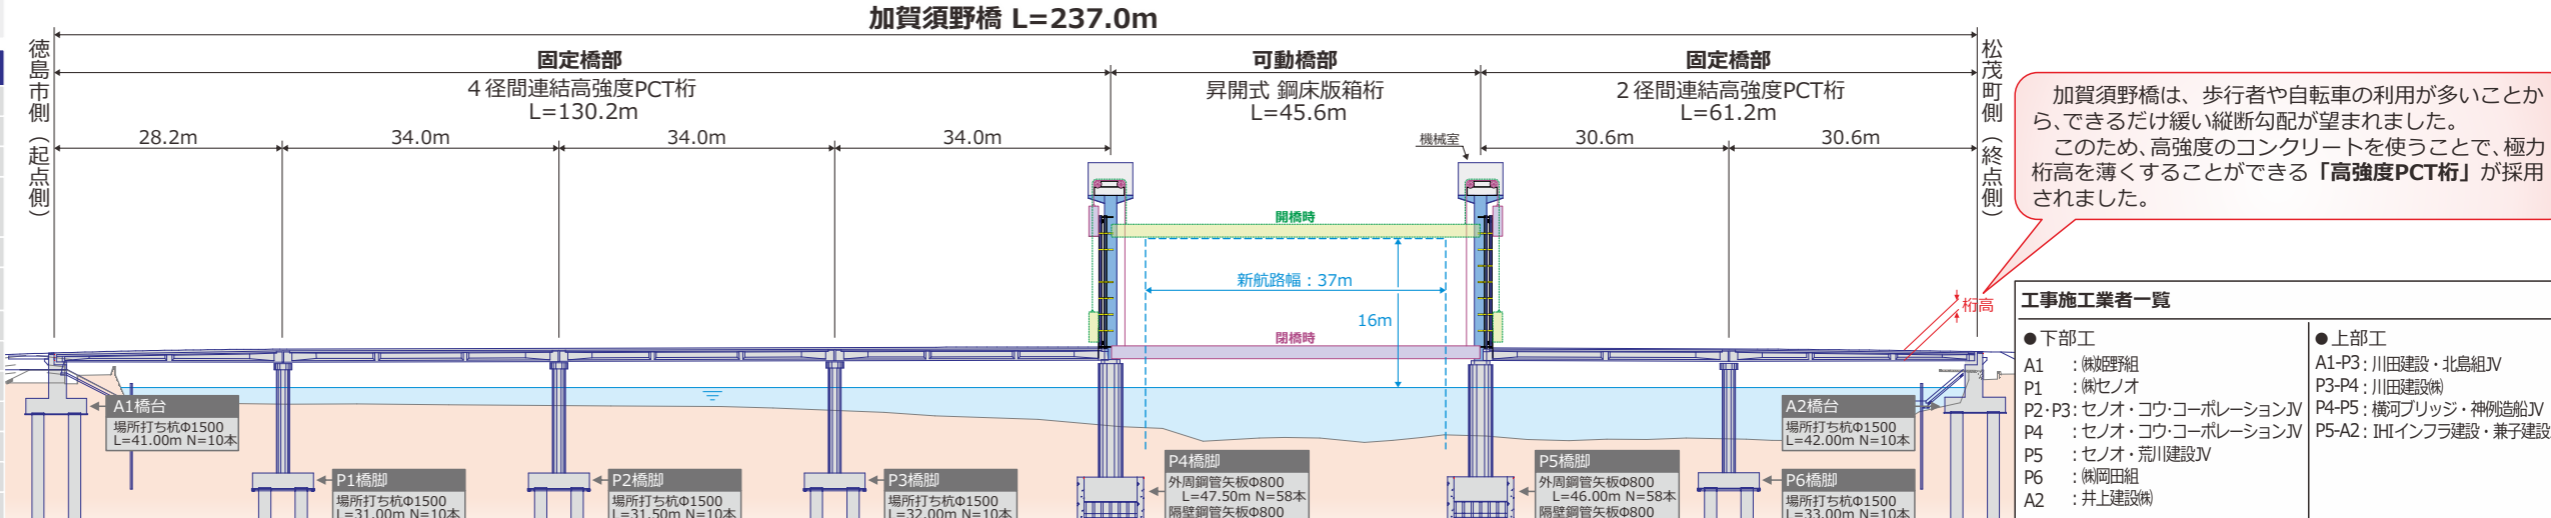 加賀須野橋 L=237.0m
徳島市側（起点側）
松茂町側（終点側）
固定橋部
4径間連結高強度PCT桁
L=130.2m
可動橋部
昇開式 鋼床版箱桁
L=45.6m
固定橋部
2径間連結高強度PCT桁
L=61.2m
28.2m
34.0m
34.0m
34.0m
機械室
30.6m
30.6m
加賀須野橋は、歩行者や自転車の利用が多いことか
ら、できるだけ緩い縦断勾配が望まれました。
このため、高強度のコンクリートを使うことで、極力
桁高を薄くすることができる「高強度PCT桁」が採用
されました。
開橋時
新航路幅：37m
16m
閉橋時
桁高
A1橋台
場所打ち杭Φ1500
L=41.00m N=10本
P1橋脚
場所打ち杭Φ1500
L=31.00m N=10本
P2橋脚
場所打ち杭Φ1500
L=31.50m N=10本
P3橋脚
場所打ち杭Φ1500
L=32.00m N=10本
P4橋脚
外周鋼管矢板Φ800
L=47.50m N=58本
隔壁鋼管矢板Φ800
P5橋脚
外周鋼管矢板Φ800
L=46.00m N=58本
隔壁鋼管矢板Φ800
A2橋台
場所打ち杭Φ1500
L=42.00m N=10本
P6橋脚
場所打ち杭Φ1500
L=33.00m N=10本
工事施工業者一覧
●下部工
A1 ：㈱姫野組
P1 ：㈱セノオ
P2・P3：セノオ・コウ・コーポレーションJV
P4 ：セノオ・コウ・コーポレーションJV
P5 ：セノオ・荒川建設JV
P6 ：㈱岡田組
A2 ：井上建設㈱
●上部工
A1-P3：川田建設・北島組JV
P3-P4：川田建設㈱
P4-P5：横河ブリッジ・神例造船JV
P5-A2：IHIインフラ建設・兼子建設